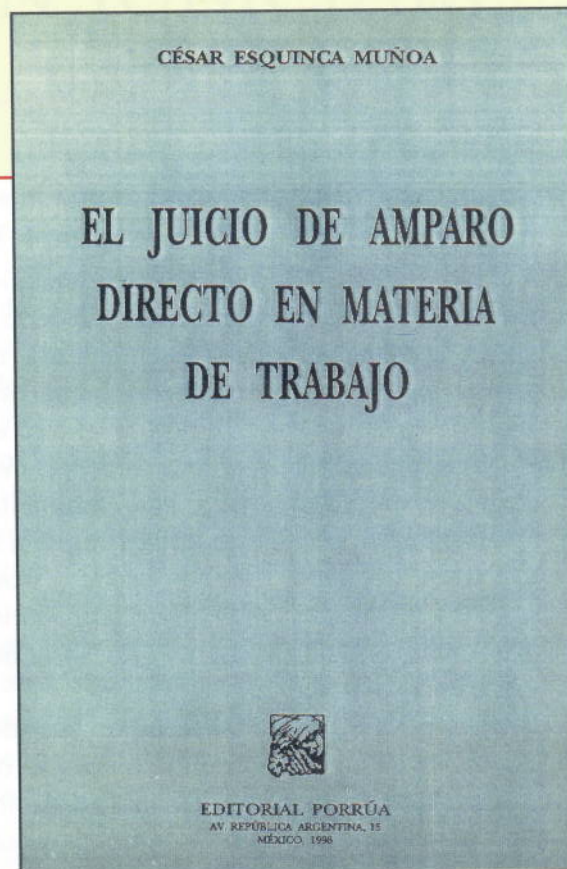 CÉSAR ESQUINCA MUÑOA
EL JUICIO DE AMPARO
DIRECTO EN MATERIA
DE TRABAJO
EDITORIAL PORRÚA
AV. REPÚBLICA ARGENTINA, 15
MÉXICO, 1996